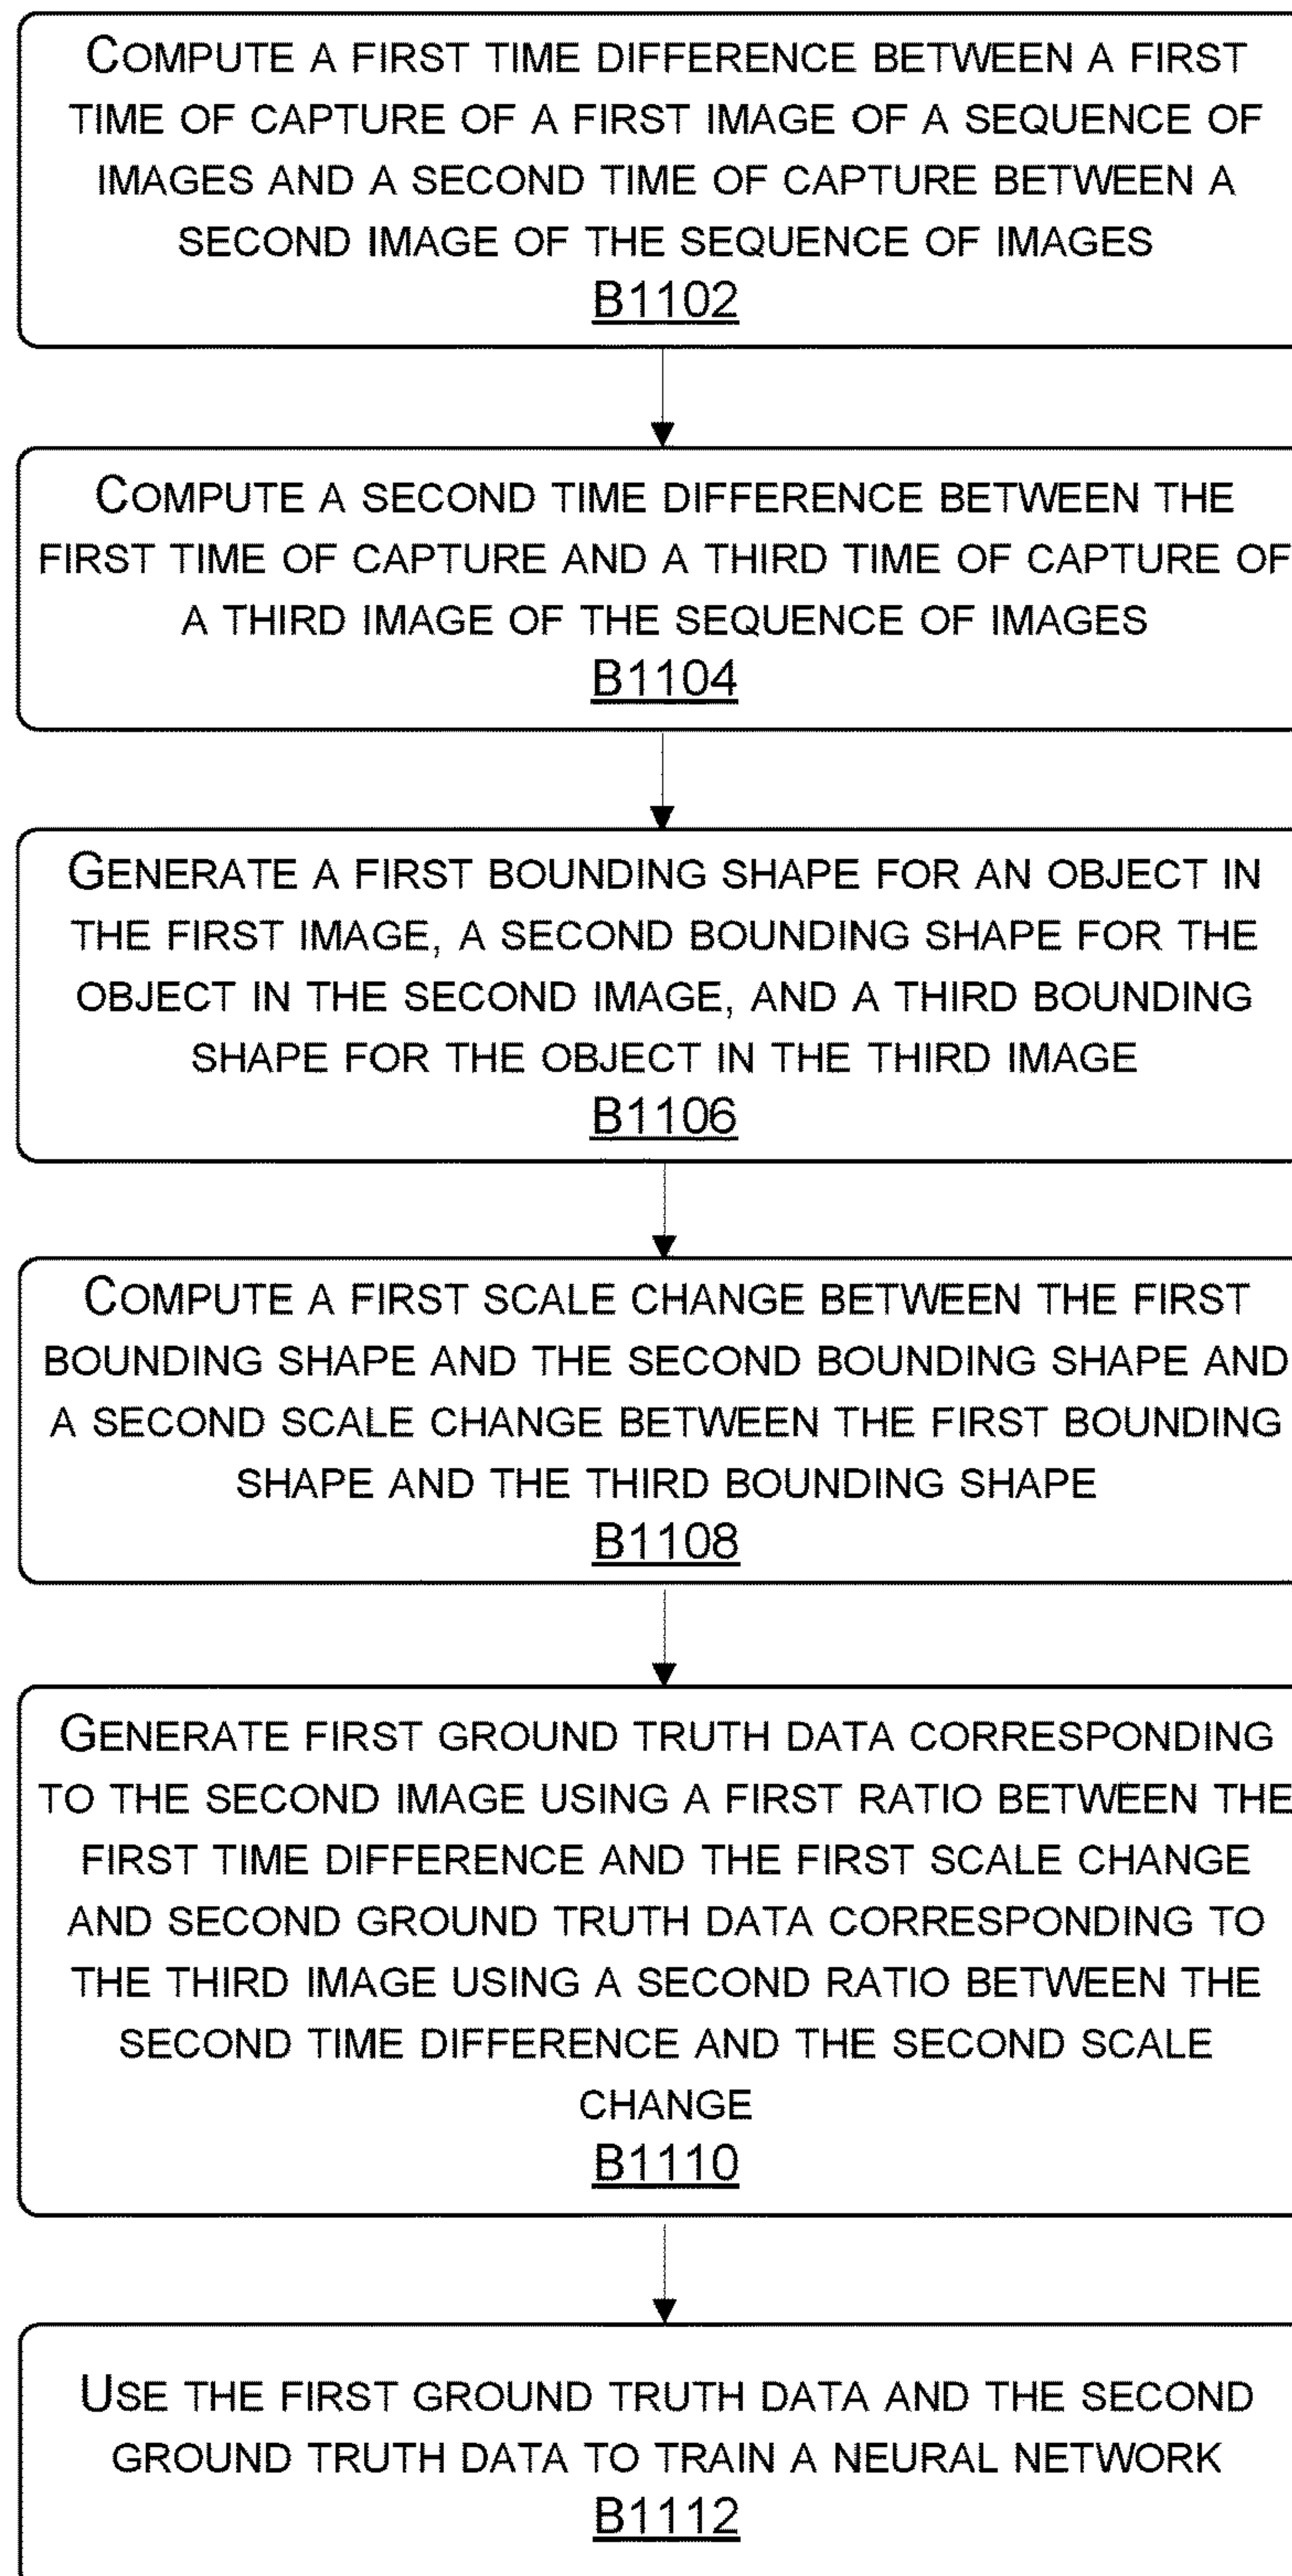 COMPUTE A FIRST TIME DIFFERENCE BETWEEN A FIRST
TIME OF CAPTURE OF A FIRST IMAGE OF A SEQUENCE OF
IMAGES AND A SECOND TIME OF CAPTURE BETWEEN A
SECOND IMAGE OF THE SEQUENCE OF IMAGES
B1102
COMPUTE A SECOND TIME DIFFERENCE BETWEEN THE
FIRST TIME OF CAPTURE AND A THIRD TIME OF CAPTURE OF
A THIRD IMAGE OF THE SEQUENCE OF IMAGES
B1104
GENERATE A FIRST BOUNDING SHAPE FOR AN OBJECT IN
THE FIRST IMAGE, A SECOND BOUNDING SHAPE FOR THE
OBJECT IN THE SECOND IMAGE, AND A THIRD BOUNDING
SHAPE FOR THE OBJECT IN THE THIRD IMAGE
B1106
COMPUTE A FIRST SCALE CHANGE BETWEEN THE FIRST
BOUNDING SHAPE AND THE SECOND BOUNDING SHAPE AND
A SECOND SCALE CHANGE BETWEEN THE FIRST BOUNDING
SHAPE AND THE THIRD BOUNDING SHAPE
B1108
GENERATE FIRST GROUND TRUTH DATA CORRESPONDING
TO THE SECOND IMAGE USING A FIRST RATIO BETWEEN THE
FIRST TIME DIFFERENCE AND THE FIRST SCALE CHANGE
AND SECOND GROUND TRUTH DATA CORRESPONDING TO
THE THIRD IMAGE USING A SECOND RATIO BETWEEN THE
SECOND TIME DIFFERENCE AND THE SECOND SCALE
CHANGE
B1110
USE THE FIRST GROUND TRUTH DATA AND THE SECOND
GROUND TRUTH DATA TO TRAIN A NEURAL NETWORK
B1112